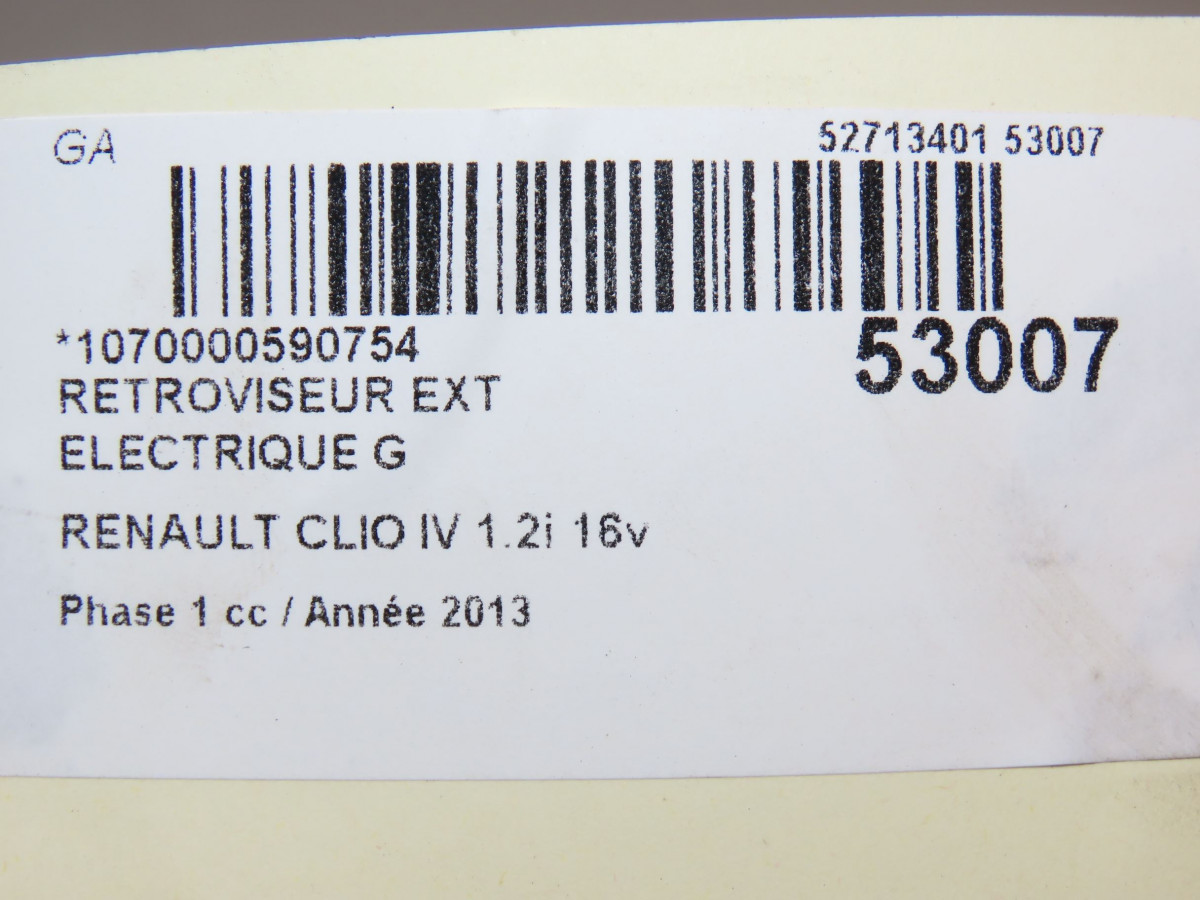 GA
52713401 53007
*1070000590754
53007
RETROVISEUR EXT
ELECTRIQUE G
RENAULT CLIO IV 1.2i 16v
Phase 1 cc / Année 2013